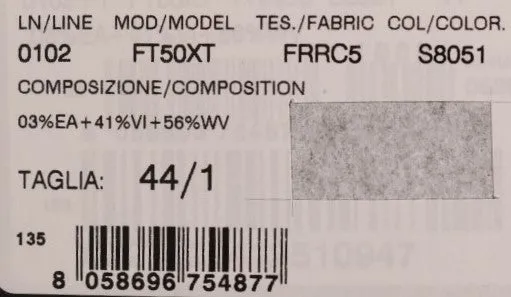 LN/LINE MOD/MODEL TES./FABRIC COL/COLOR.
0102 FT50XT FRRC5 S8051
COMPOSIZIONE/COMPOSITION
03%EA+41%VI+56%WV
TAGLIA: 44/1
135
8 058696 754877